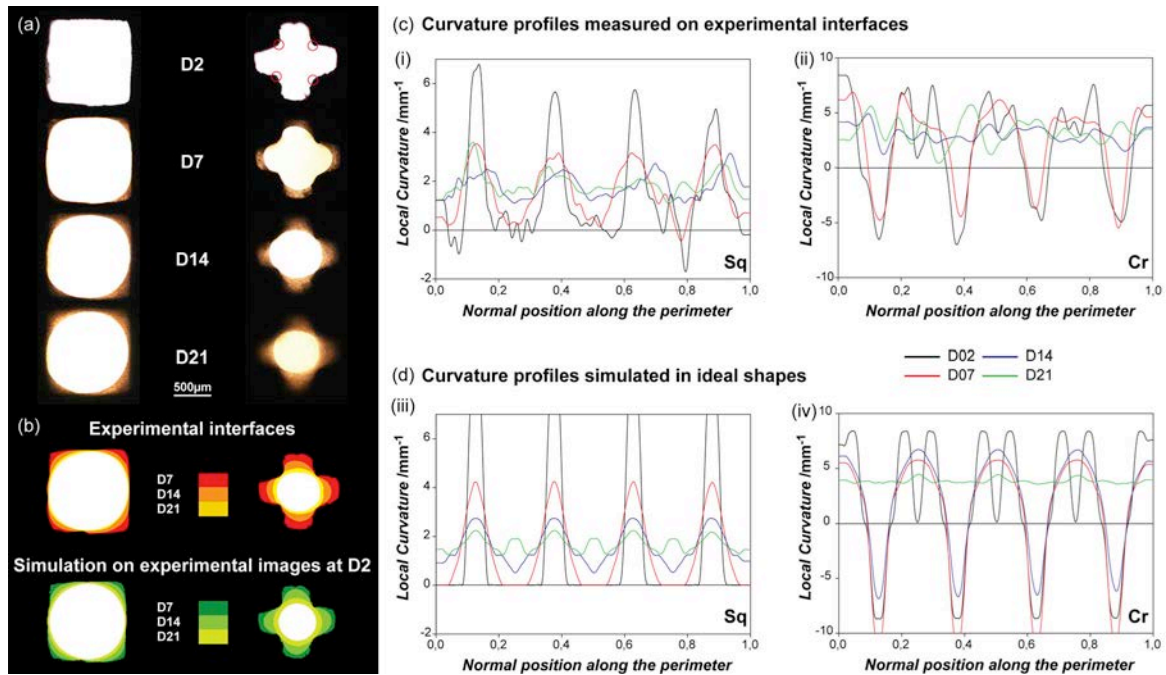 (a)
D2
D7
D14
D21
500µm
(b)
Experimental interfaces
D7
D14
D21
Simulation on experimental images at D2
D7
D14
D21
(c) Curvature profiles measured on experimental interfaces
(i)
Local Curvature /mm-1
6
4
2
0
-2
0,0 0,2 0,4 0,6 0,8 1,0
Sq
Normal position along the perimeter
(ii)
Local Curvature /mm-1
10
5
0
-5
-10
0,0 0,2 0,4 0,6 0,8 1,0
Cr
Normal position along the perimeter
D02 D14
D07 D21
(d) Curvature profiles simulated in ideal shapes
(iii)
Local Curvature /mm-1
6
4
2
0
-2
0,0 0,2 0,4 0,6 0,8 1,0
Sq
Normal position along the perimeter
(iv)
Local Curvature /mm-1
10
5
0
-5
-10
0,0 0,2 0,4 0,6 0,8 1,0
Cr
Normal position along the perimeter